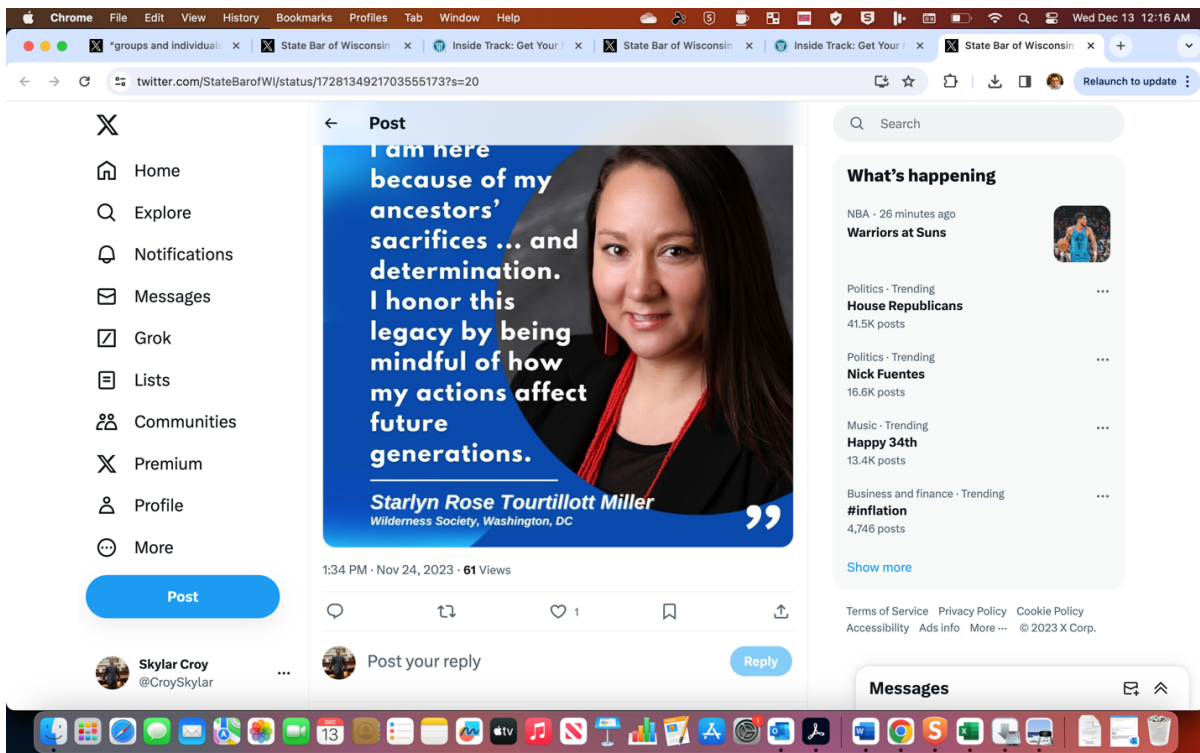 Chrome File Edit View History Bookmarks Profiles Tab Window Help
Wed Dec 13 12:16 AM
"groups and individuals
State Bar of Wisconsin
Inside Track: Get Your
State Bar of Wisconsin
Inside Track: Get Your
State Bar of Wisconsin
twitter.com/StateBarofWI/status/1728134921703555173?s=20
Relaunch to update
Home
Explore
Notifications
Messages
Grok
Lists
Communities
Premium
Profile
More
Post
Skylar Croy
@CroySkylar
Post
I am here
because of my
ancestors'
sacrifices ... and
determination.
I honor this
legacy by being
mindful of how
my actions affect
future
generations.
Starlyn Rose Tourtillott Miller
Wilderness Society, Washington, DC
1:34 PM · Nov 24, 2023 · 61 Views
1
Post your reply
Reply
Search
What's happening
NBA · 26 minutes ago
Warriors at Suns
Politics · Trending
House Republicans
41.5K posts
Politics · Trending
Nick Fuentes
16.6K posts
Music · Trending
Happy 34th
13.4K posts
Business and finance · Trending
#inflation
4,746 posts
Show more
Terms of Service Privacy Policy Cookie Policy
Accessibility Ads info More ··· © 2023 X Corp.
Messages
DEC
13
tv
1